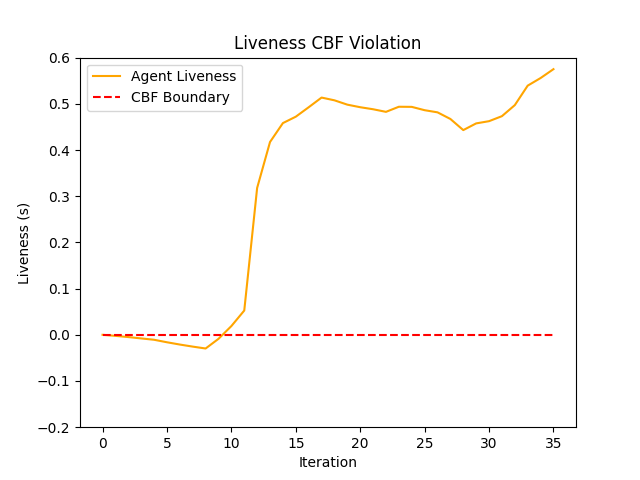 Liveness CBF Violation
Agent Liveness
CBF Boundary
0.6
0.5
0.4
0.3
0.2
0.1
0.0
−0.1
−0.2
Liveness (s)
0 5 10 15 20 25 30 35
Iteration